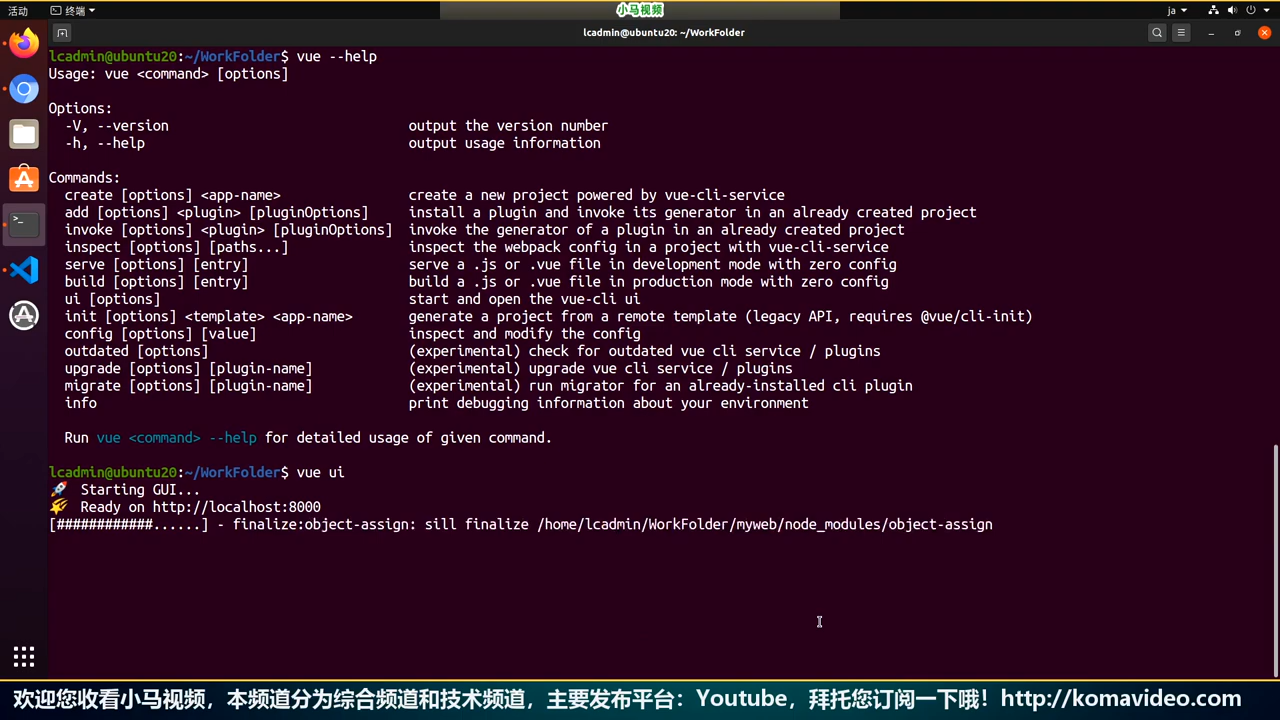 活动
终端
小马视频
ja
lcadmin@ubuntu20: ~/WorkFolder
lcadmin@ubuntu20:~/WorkFolder$ vue --help
Usage: vue <command> [options]
Options:
-V, --version output the version number
-h, --help output usage information
Commands:
create [options] <app-name> create a new project powered by vue-cli-service
add [options] <plugin> [pluginOptions] install a plugin and invoke its generator in an already created project
invoke [options] <plugin> [pluginOptions] invoke the generator of a plugin in an already created project
inspect [options] [paths...] inspect the webpack config in a project with vue-cli-service
serve [options] [entry] serve a .js or .vue file in development mode with zero config
build [options] [entry] build a .js or .vue file in production mode with zero config
ui [options] start and open the vue-cli ui
init [options] <template> <app-name> generate a project from a remote template (legacy API, requires @vue/cli-init)
config [options] [value] inspect and modify the config
outdated [options] (experimental) check for outdated vue cli service / plugins
upgrade [options] [plugin-name] (experimental) upgrade vue cli service / plugins
migrate [options] [plugin-name] (experimental) run migrator for an already-installed cli plugin
info print debugging information about your environment
Run vue <command> --help for detailed usage of given command.
lcadmin@ubuntu20:~/WorkFolder$ vue ui
🚀 Starting GUI...
🌠 Ready on http://localhost:8000
[############......] - finalize:object-assign: sill finalize /home/lcadmin/WorkFolder/myweb/node_modules/object-assign
欢迎您收看小马视频，本频道分为综合频道和技术频道，主要发布平台：Youtube，拜托您订阅一下哦！http://komavideo.com